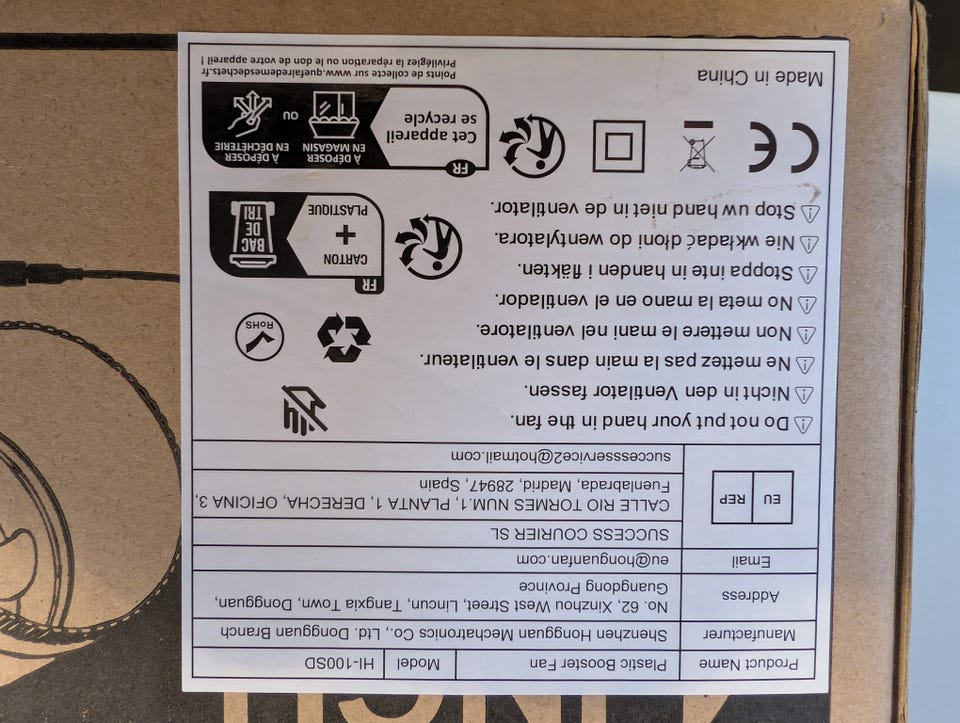 4 INCH
Product Name Plastic Booster Fan Model HI-100SD
Manufacturer Shenzhen Hongguan Mechatronics Co., Ltd. Dongguan Branch
Address No. 62, Xinzhou West Street, Lincun, Tangxia Town, Dongguan,
Guangdong Province
Email eu@honguanfan.com
EU REP
SUCCESS COURIER SL
CALLE RIO TORMES NUM.1, PLANTA 1, DERECHA, OFICINA 3,
Fuenlabrada, Madrid, 28947, Spain
successservice2@hotmail.com
Do not put your hand in the fan.
Nicht in den Ventilator fassen.
Ne mettez pas la main dans le ventilateur.
Non mettere le mani nel ventilatore.
No meta la mano en el ventilador.
Stoppa inte in handen i fläkten.
Nie wkładać dłoni do wentylatora.
Stop uw hand niet in de ventilator.
RoHS
FR
CARTON
+
PLASTIQUE
BAC
DE
TRI
CE
FR
Cet appareil
se recycle
À DÉPOSER
EN MAGASIN
OU
À DÉPOSER
EN DÉCHÈTERIE
Points de collecte sur www.quefairedemesdechets.fr
Privilégiez la réparation ou le don de votre appareil !
Made in China